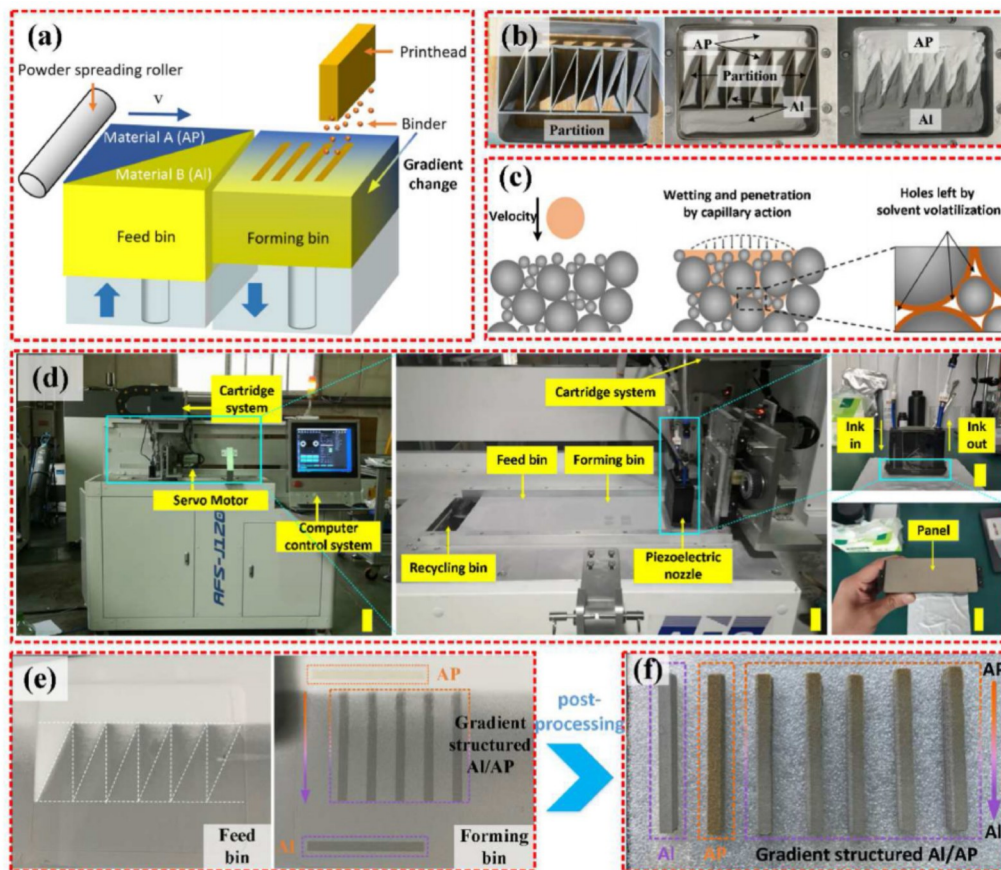 (a)
Printhead
Powder spreading roller
V
Binder
Material A (AP)
Material B (Al)
Gradient
change
Feed bin
Forming bin
(b)
AP
Partition
Al
Partition
AP
Al
(c)
Velocity
Wetting and penetration
by capillary action
Holes left by
solvent volatilization
(d)
Cartridge
system
Servo Motor
Computer
control system
AFS-J120
Cartridge system
Feed bin
Forming bin
Recycling bin
Piezoelectric
nozzle
Ink
in
Ink
out
Panel
(e)
Feed
bin
AP
Gradient
structured
Al/AP
Al
Forming
bin
post-
processing
(f)
AP
Al
Al
AP
Gradient structured Al/AP